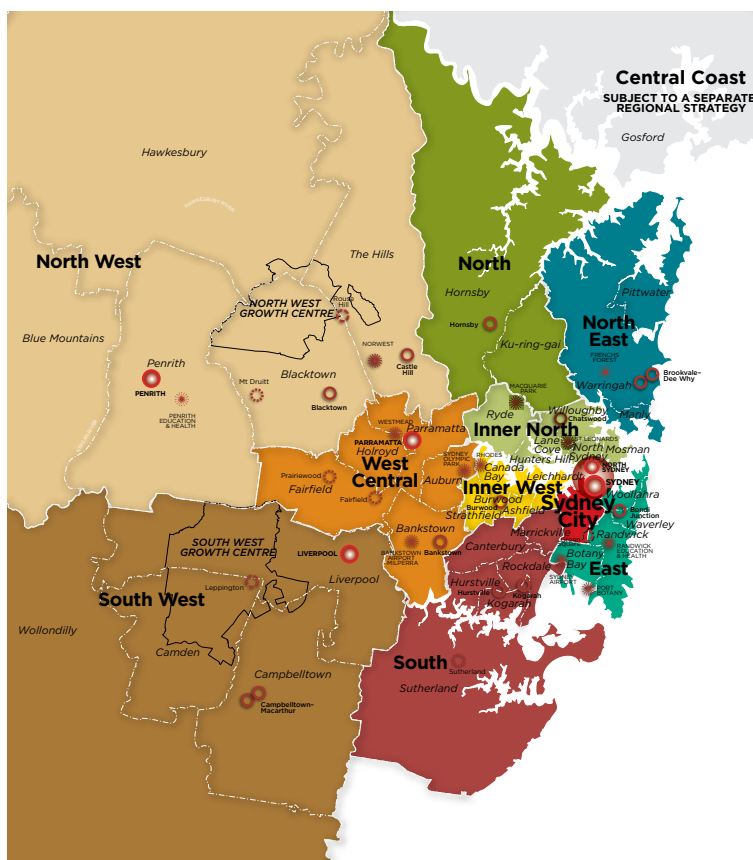 Central Coast
SUBJECT TO A SEPARATE
REGIONAL STRATEGY
Gosford
Hawkesbury
HAWKESBURY RIVER
North West
The Hills
North
Hornsby
Pittwater
NORTH WEST
GROWTH CENTRE
Rouse
Hill
North
East
Blue Mountains
Hornsby
Ku-ring-gai
NORWEST
Castle
Hill
FRENCHS
FOREST
Brookvale–
Dee Why
Warringah
Penrith
PENRITH
Mt Druitt
Blacktown
Blacktown
PENRITH
EDUCATION
& HEALTH
MACQUARIE
PARK
Ryde
Willoughby
Chatswood
Manly
WESTMEAD
Parramatta
PARRAMATTA
Holroyd
Inner North
Lane
Cove
ST LEONARDS
North
Sydney
Mosman
Hunters Hill
West
Central
SYDNEY
OLYMPIC
PARK
RHODES
Canada
Bay
Leichhardt
NORTH
SYDNEY
SYDNEY
Prairiewood
Fairfield
Fairfield
Auburn
Inner West
Burwood
Burwood
Ashfield
Strathfield
Sydney
City
Woollahra
Bondi
Junction
Waverley
Randwick
RANDWICK
EDUCATION
& HEALTH
SOUTH WEST
GROWTH CENTRE
Bankstown
BANKSTOWN
AIRPORT
MILPERRA
Bankstown
Marrickville
Canterbury
Botany
Bay
East
LIVERPOOL
Liverpool
Rockdale
SYDNEY
AIRPORT
PORT
BOTANY
South West
Leppington
Hurstville
Hurstville
Kogarah
Kogarah
Wollondilly
Camden
Campbelltown
Campbelltown–
Macarthur
South
Sutherland
Sutherland